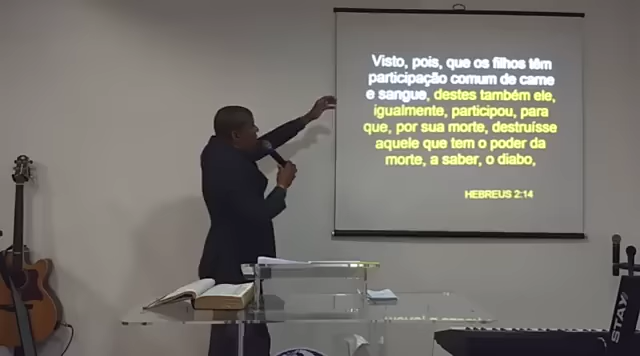 Visto, pois, que os filhos têm
participação comum de carne
e sangue, destes também ele,
igualmente, participou, para
que, por sua morte, destruísse
aquele que tem o poder da
morte, a saber, o diabo,
HEBREUS 2:14
STAY